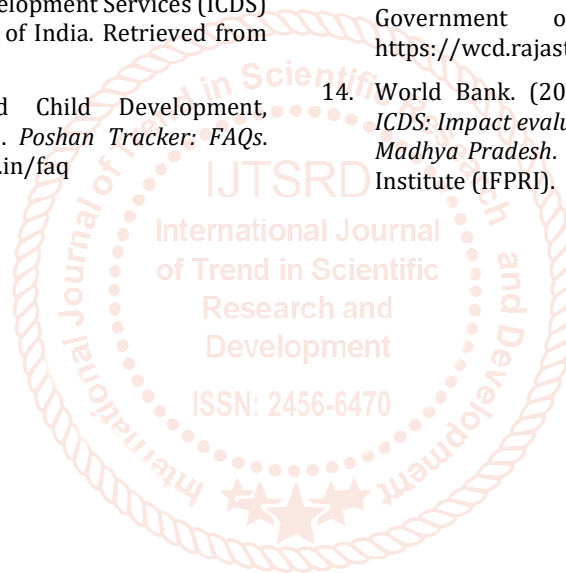 velopment Services (ICDS)
of India. Retrieved from
d Child Development,
. Poshan Tracker: FAQs.
.in/faq
Government o
https://wcd.rajast
14. World Bank. (20
ICDS: Impact evalu
Madhya Pradesh.
Institute (IFPRI).
International Journal of Trend in Scientific Research and Development
IJTSRD
International Journal
of Trend in Scientific
Research and
Development
ISSN: 2456-6470